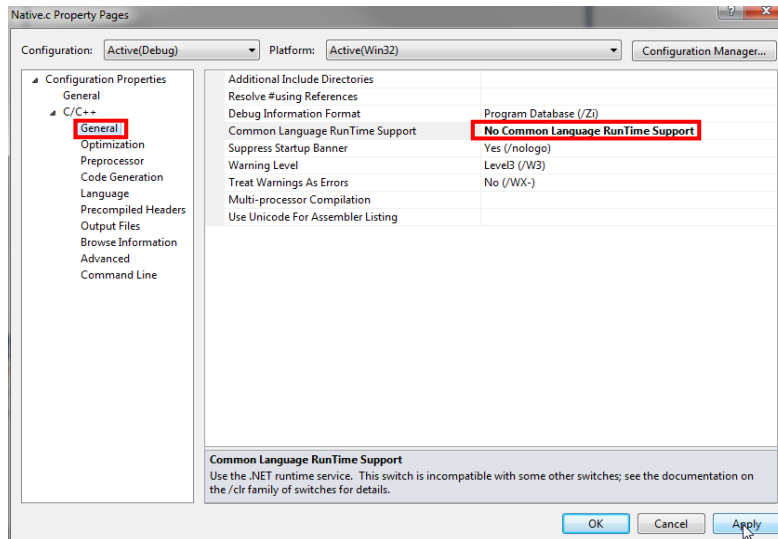 Native.c Property Pages
Configuration: Active(Debug) Platform: Active(Win32) Configuration Manager...
Configuration Properties
General
C/C++
General
Optimization
Preprocessor
Code Generation
Language
Precompiled Headers
Output Files
Browse Information
Advanced
Command Line
Additional Include Directories
Resolve #using References
Debug Information Format Program Database (/Zi)
Common Language RunTime Support No Common Language RunTime Support
Suppress Startup Banner Yes (/nologo)
Warning Level Level3 (/W3)
Treat Warnings As Errors No (/WX-)
Multi-processor Compilation
Use Unicode For Assembler Listing
Common Language RunTime Support
Use the .NET runtime service. This switch is incompatible with some other switches; see the documentation on
the /clr family of switches for details.
OK Cancel Apply